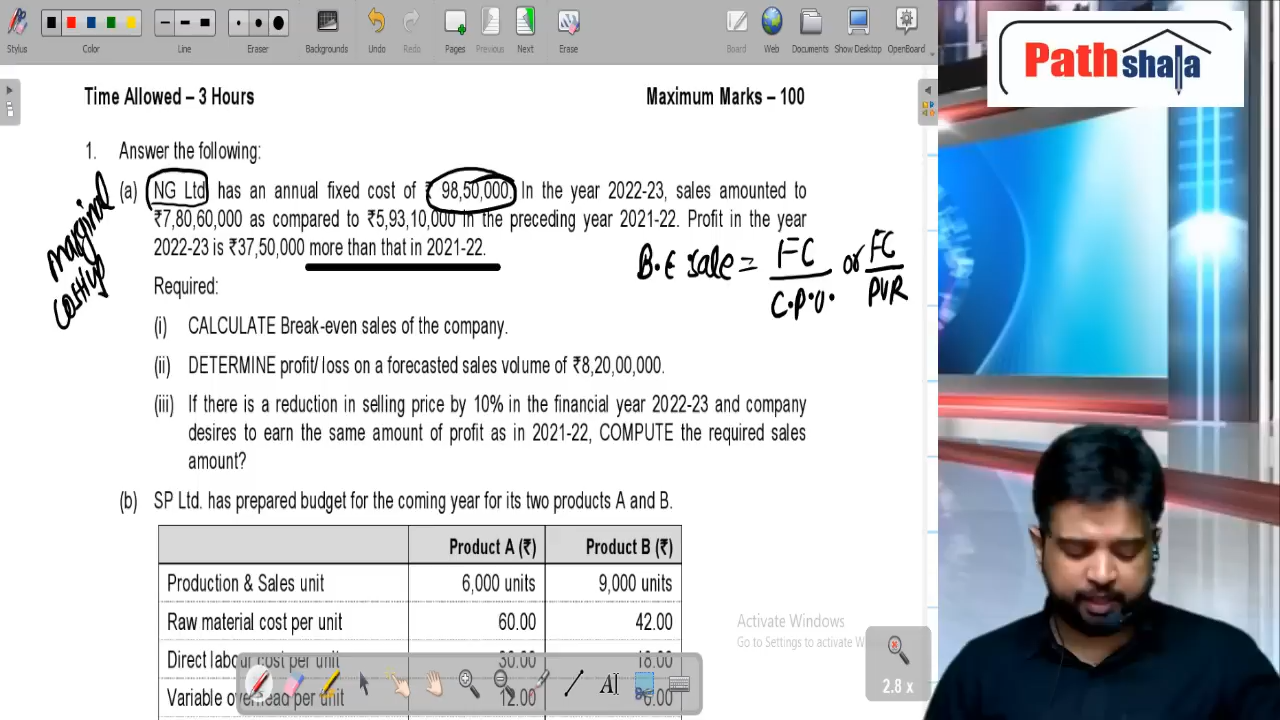 Stylus Color Line Eraser Backgrounds Undo Redo Pages Previous Next Erase Board Web Documents Show Desktop OpenBoard
Path shala
Time Allowed – 3 Hours Maximum Marks – 100
1. Answer the following:
(a) NG Ltd has an annual fixed cost of ₹ 98,50,000. In the year 2022-23, sales amounted to
₹7,80,60,000 as compared to ₹5,93,10,000 in the preceding year 2021-22. Profit in the year
2022-23 is ₹37,50,000 more than that in 2021-22.
marginal
costing
B.E sale = FC / C.P.U. or FC / PVR
Required:
(i) CALCULATE Break-even sales of the company.
(ii) DETERMINE profit/ loss on a forecasted sales volume of ₹8,20,00,000.
(iii) If there is a reduction in selling price by 10% in the financial year 2022-23 and company
desires to earn the same amount of profit as in 2021-22, COMPUTE the required sales
amount?
(b) SP Ltd. has prepared budget for the coming year for its two products A and B.
Product A (₹) Product B (₹)
Production & Sales unit 6,000 units 9,000 units
Raw material cost per unit 60.00 42.00
Direct labour cost per unit 30.00 18.00
Variable overhead per unit 12.00 6.00
Activate Windows
Go to Settings to activate W
2.8 x